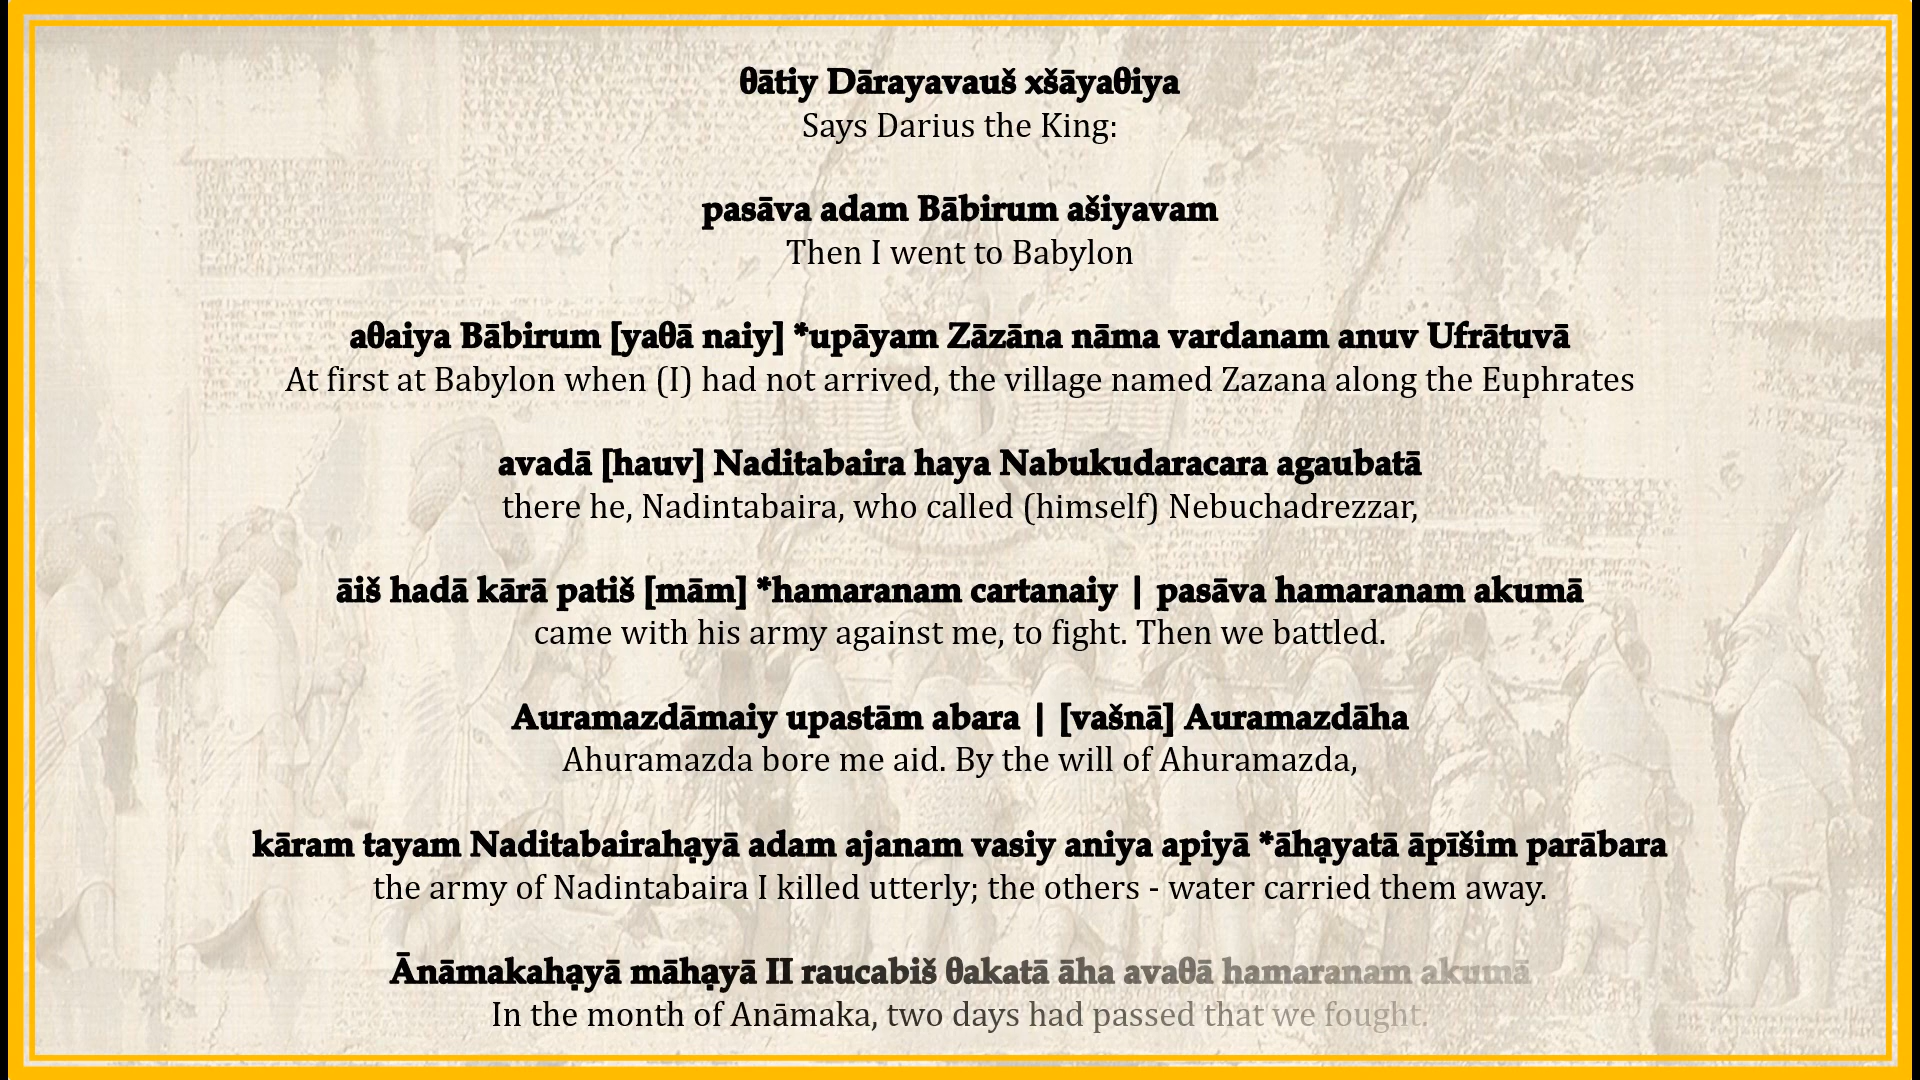 θātiy Dārayavauš xšāyaθiya
Says Darius the King:
pasāva adam Bābirum ašiyavam
Then I went to Babylon
aθaiya Bābirum [yaθā naiy] *upāyam Zāzāna nāma vardanam anuv Ufrātuvā
At first at Babylon when (I) had not arrived, the village named Zazana along the Euphrates
avadā [hauv] Naditabaira haya Nabukudaracara agaubatā
there he, Nadintabaira, who called (himself) Nebuchadrezzar,
āiš hadā kārā patiš [mām] *hamaranam cartanaiy | pasāva hamaranam akumā
came with his army against me, to fight. Then we battled.
Auramazdāmaiy upastām abara | [vašnā] Auramazdāha
Ahuramazda bore me aid. By the will of Ahuramazda,
kāram tayam Naditabairahạyā adam ajanam vasiy aniya apiyā *āhạyatā āpīšim parābara
the army of Nadintabaira I killed utterly; the others - water carried them away.
Ānāmakahạyā māhạyā II raucabiš θakatā āha avaθā hamaranam akumā
In the month of Anāmaka, two days had passed that we fought.